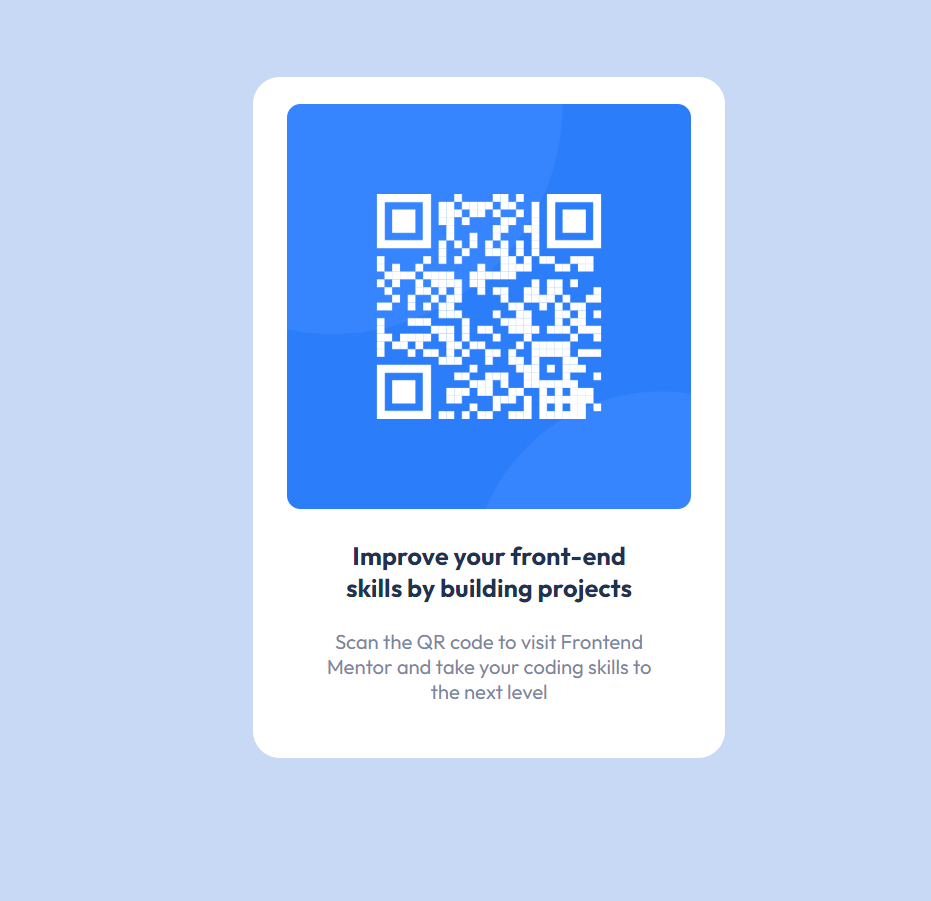 Improve your front-end
skills by building projects
Scan the QR code to visit Frontend
Mentor and take your coding skills to
the next level